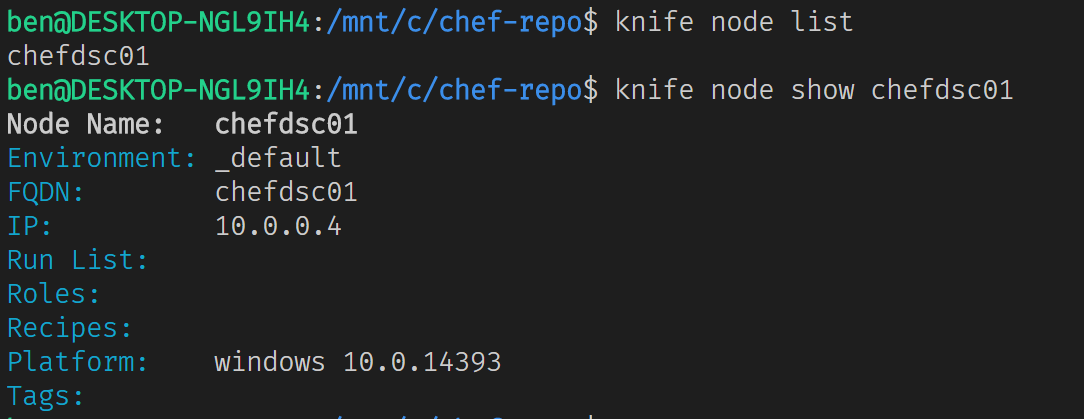 ben@DESKTOP-NGL9IH4:/mnt/c/chef-repo$ knife node list
chefdsc01
ben@DESKTOP-NGL9IH4:/mnt/c/chef-repo$ knife node show chefdsc01
Node Name:   chefdsc01
Environment: _default
FQDN:        chefdsc01
IP:          10.0.0.4
Run List:
Roles:
Recipes:
Platform:    windows 10.0.14393
Tags: